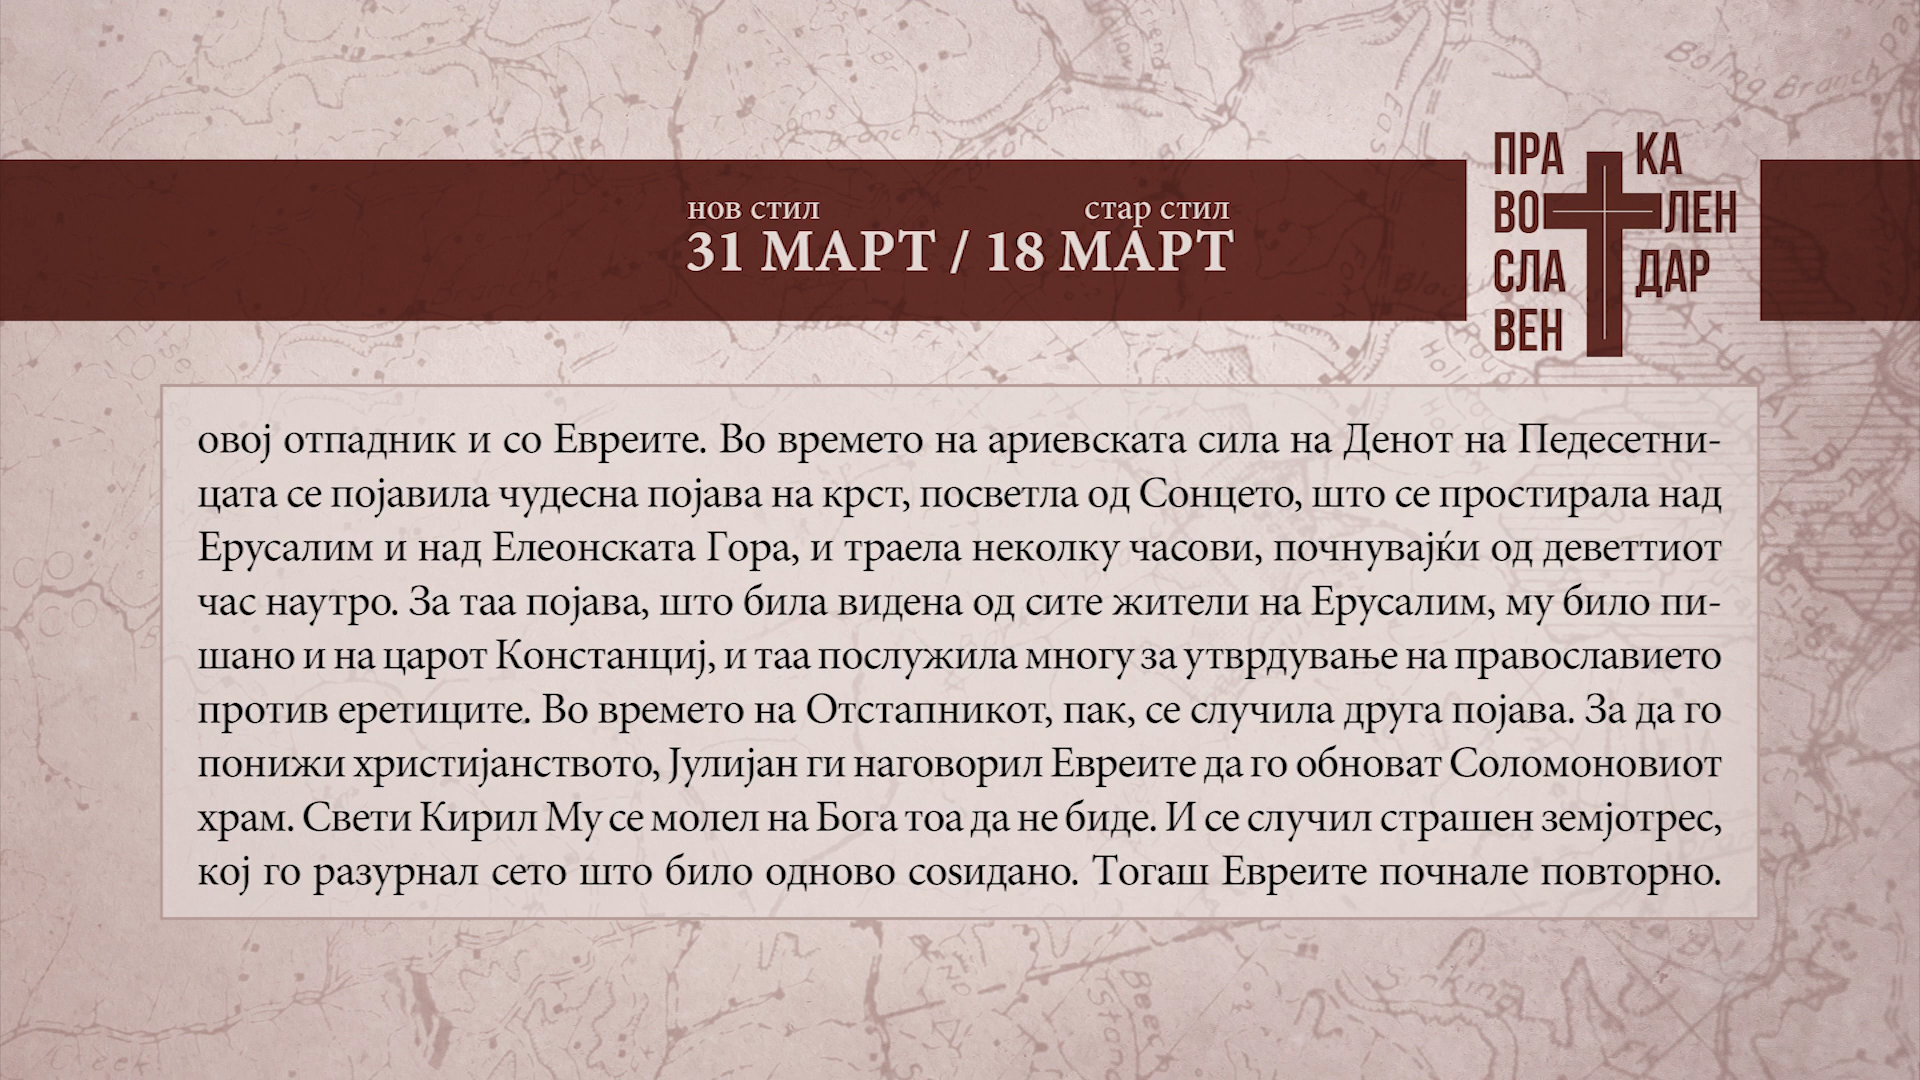 нов стил
стар стил
31 МАРТ / 18 МАРТ
ПРА
ВО
СЛА
ВЕН
КА
ЛЕН
ДАР
овој отпадник и со Евреите. Во времето на ариевската сила на Денот на Педесетни-
цата се појавила чудесна појава на крст, посветла од Сонцето, што се простирала над
Ерусалим и над Елеонската Гора, и траела неколку часови, почнувајќи од деветтиот
час наутро. За таа појава, што била видена од сите жители на Ерусалим, му било пи-
шано и на царот Констанциј, и таа послужила многу за утврдување на православието
против еретиците. Во времето на Отстапникот, пак, се случила друга појава. За да го
понижи христијанството, Јулијан ги наговорил Евреите да го обноват Соломоновиот
храм. Свети Кирил Му се молел на Бога тоа да не биде. И се случил страшен земјотрес,
кој го разурнал сето што било одново соѕидано. Тогаш Евреите почнале повторно.